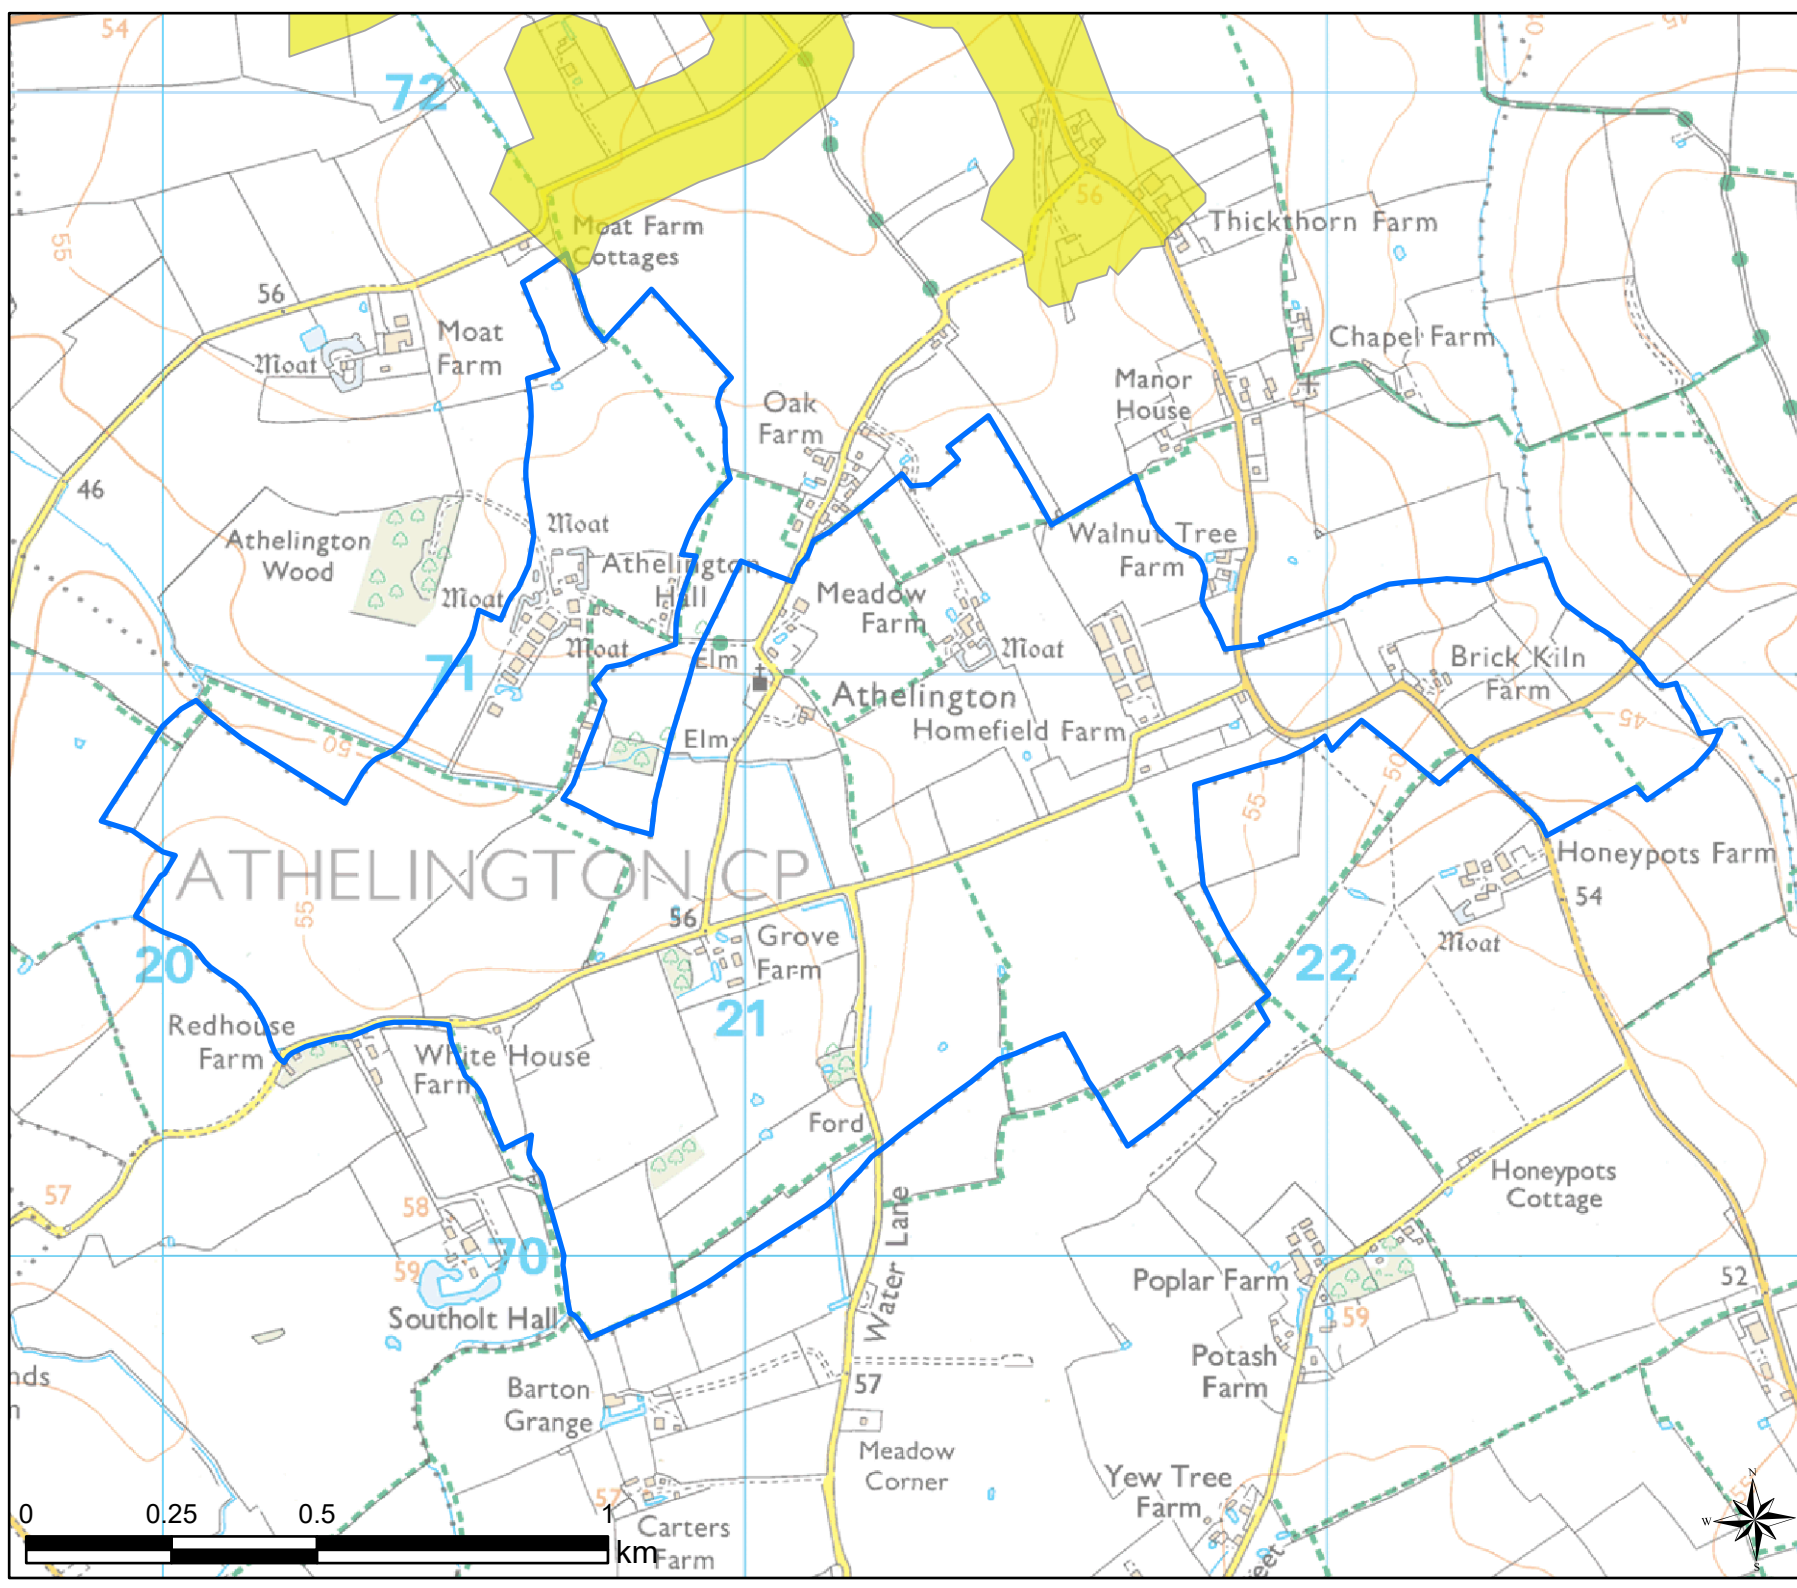 54
45
72
Moat Farm
Cottages
56
Thickthorn Farm
55
56
Moat
Farm
Moat
Chapel Farm
Manor
House
Oak
Farm
46
Athelington
Wood
Moat
Athelington
Hall
Walnut Tree
Farm
Moat
Meadow
Farm
Moat
Moat
71
Elm
Brick Kiln
Farm
Athelington
Homefield Farm
45
50
Elm
50
55
ATHELINGTON CP
Honeypots Farm
54
55
56
Grove
Farm
Moat
20
22
21
Redhouse
Farm
White House
Farm
Ford
57
Honeypots
Cottage
58
Water Lane
70
59
Poplar Farm
52
Southolt Hall
59
Potash
Farm
nds
Barton
Grange
57
Meadow
Corner
Yew Tree
Farm
57
55
Carters
Farm
eet
0 0.25 0.5 1
km
N
W
S